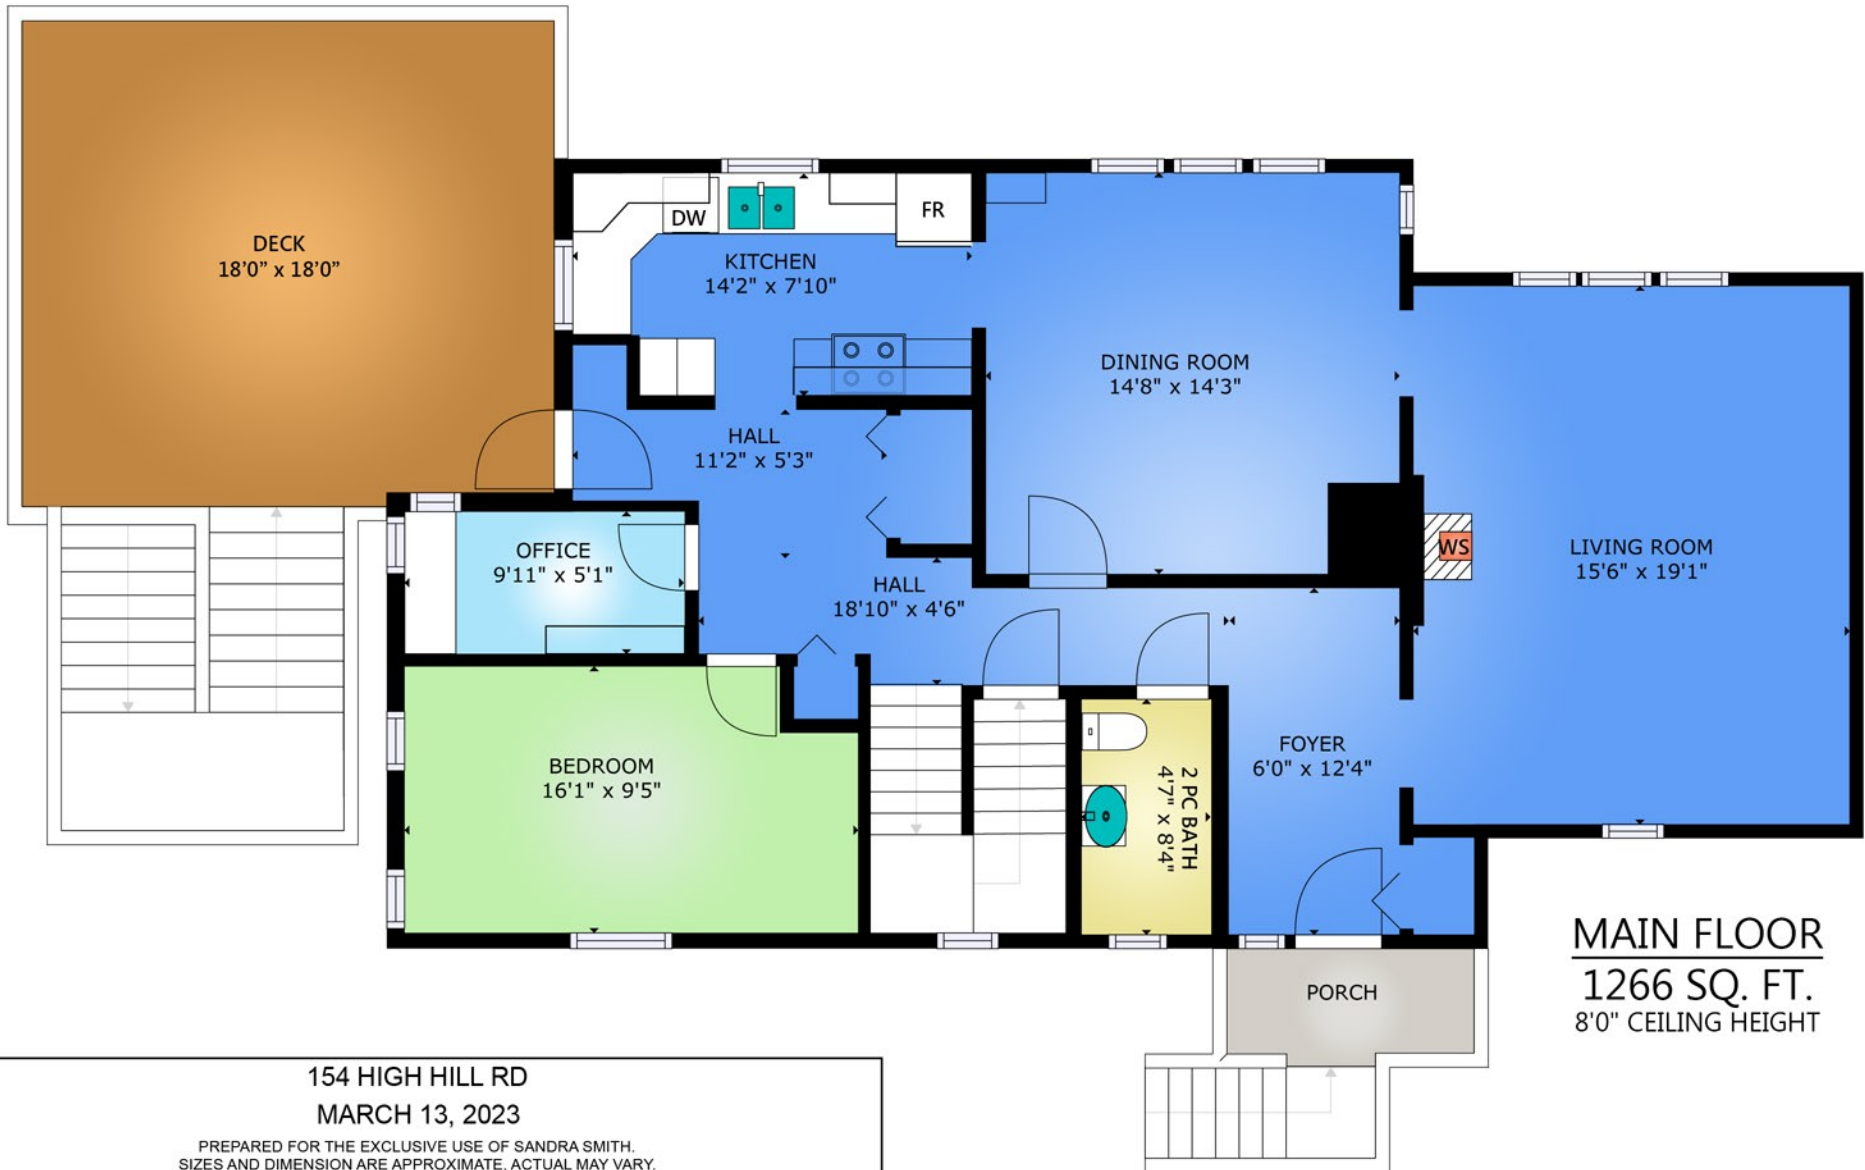 DECK
18'0" x 18'0"
DW
FR
KITCHEN
14'2" x 7'10"
DINING ROOM
14'8" x 14'3"
HALL
11'2" x 5'3"
OFFICE
9'11" x 5'1"
HALL
18'10" x 4'6"
WS
LIVING ROOM
15'6" x 19'1"
BEDROOM
16'1" x 9'5"
2 PC BATH
4'7" x 8'4"
FOYER
6'0" x 12'4"
PORCH
MAIN FLOOR
1266 SQ. FT.
8'0" CEILING HEIGHT
154 HIGH HILL RD
MARCH 13, 2023
PREPARED FOR THE EXCLUSIVE USE OF SANDRA SMITH.
SIZES AND DIMENSION ARE APPROXIMATE, ACTUAL MAY VARY.